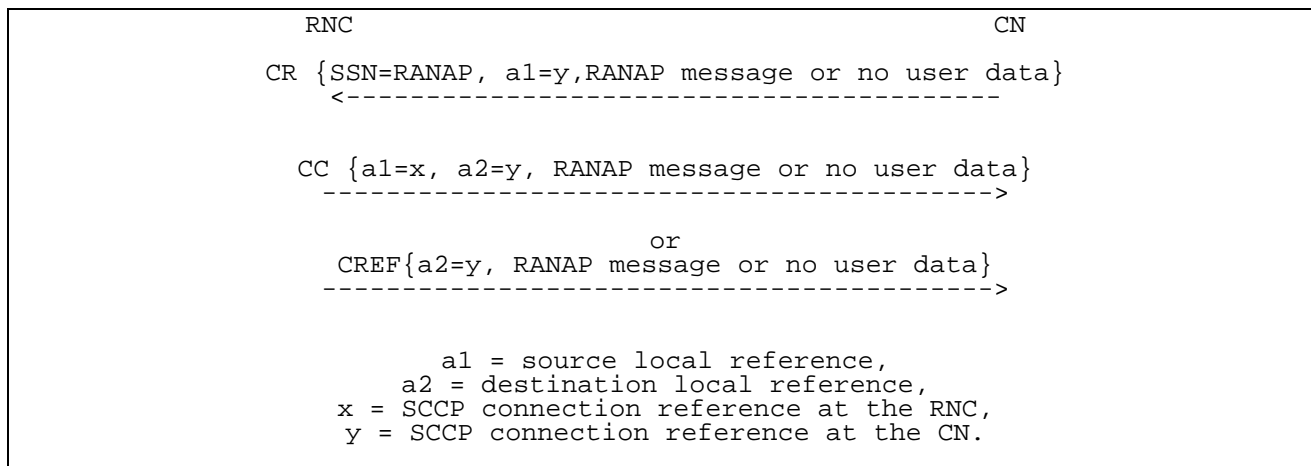 RNC CN
CR {SSN=RANAP, a1=y,RANAP message or no user data}
<-----------------------------------------
CC {a1=x, a2=y, RANAP message or no user data}
------------------------------------------>
or
CREF{a2=y, RANAP message or no user data}
------------------------------------------>
a1 = source local reference,
a2 = destination local reference,
x = SCCP connection reference at the RNC,
y = SCCP connection reference at the CN.